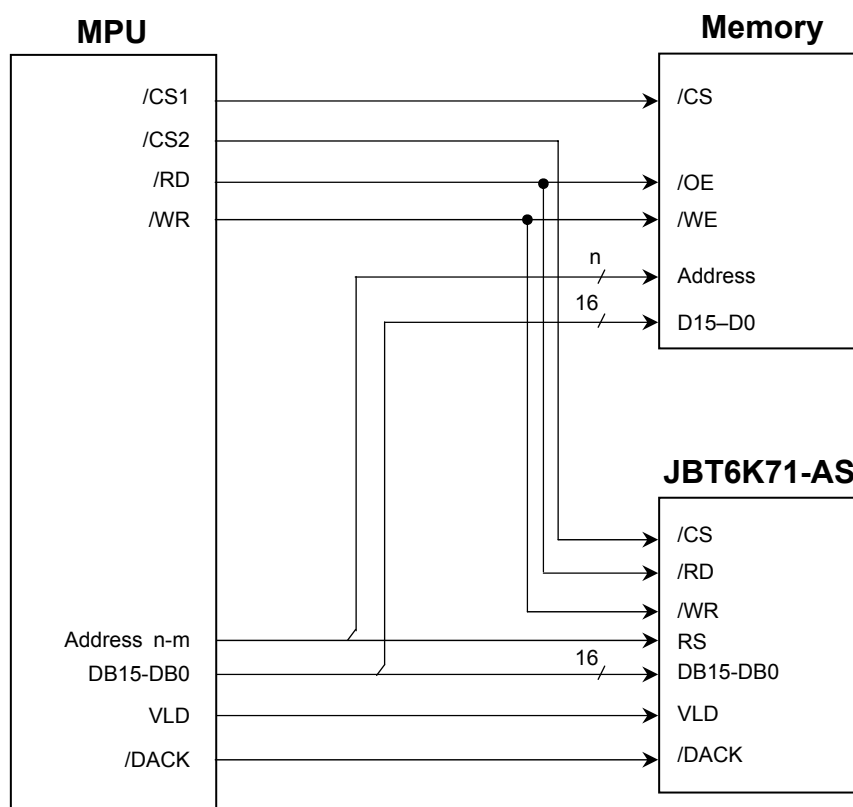 MPU
/CS1
/CS2
/RD
/WR
Address n-m
DB15-DB0
VLD
/DACK
n
16
16
Memory
/CS
/OE
/WE
Address
D15–D0
JBT6K71-AS
/CS
/RD
/WR
RS
DB15-DB0
VLD
/DACK